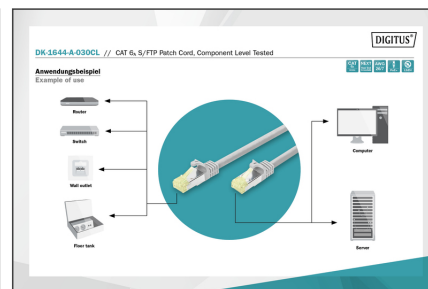 DIGITUS®
DK-1644-A-030CL // CAT 6A S/FTP Patch Cord, Component Level Tested
Anwendungsbeispiel
Example of use
Router
Switch
Wall outlet
Floor tank
Computer
Server